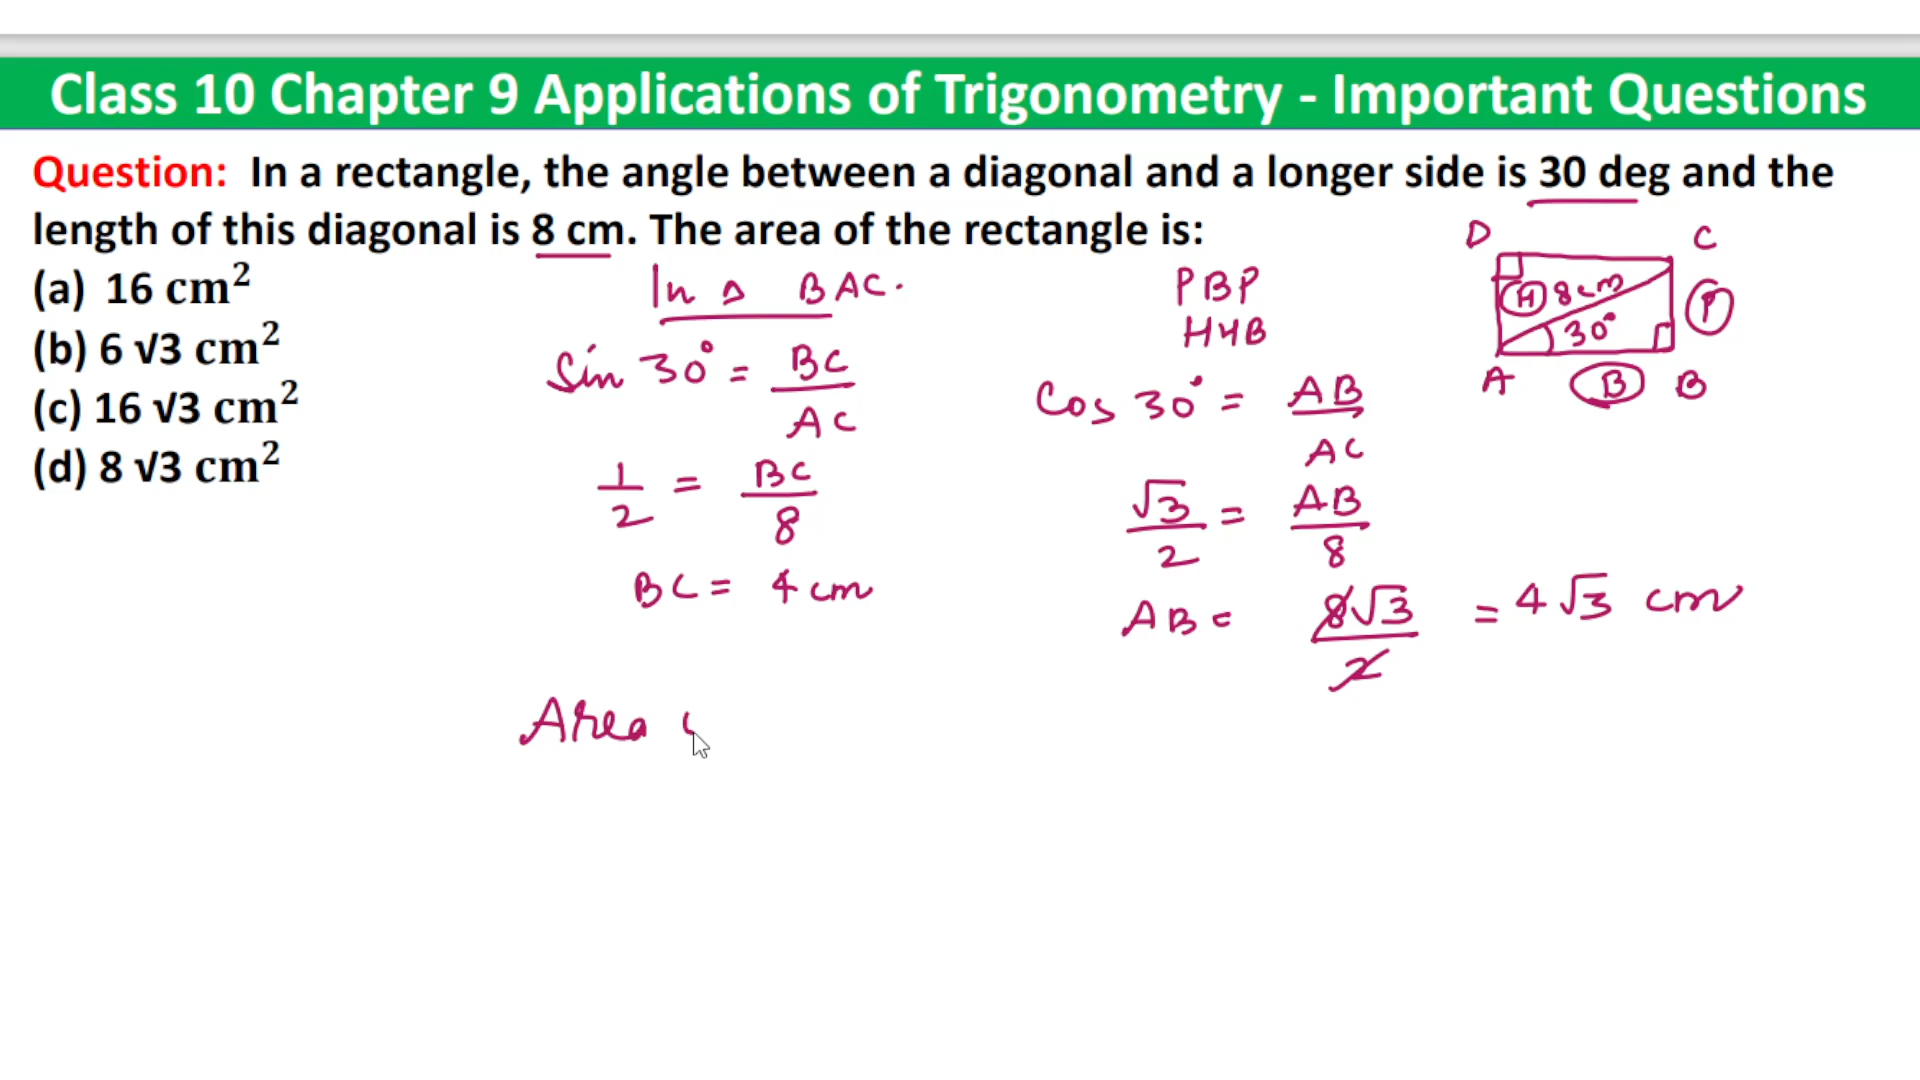 Class 10 Chapter 9 Applications of Trigonometry - Important Questions
Question: In a rectangle, the angle between a diagonal and a longer side is 30 deg and the
length of this diagonal is 8 cm. The area of the rectangle is:
(a) 16 cm²
(b) 6 √3 cm²
(c) 16 √3 cm²
(d) 8 √3 cm²
In △ BAC.
Sin 30° = BC / AC
1/2 = BC/8
BC = 4 cm
PBP
HHB
Cos 30° = AB / AC
√3/2 = AB/8
AB = 8√3/2 = 4√3 cm
D C
H 8cm P
30°
A B B
Area